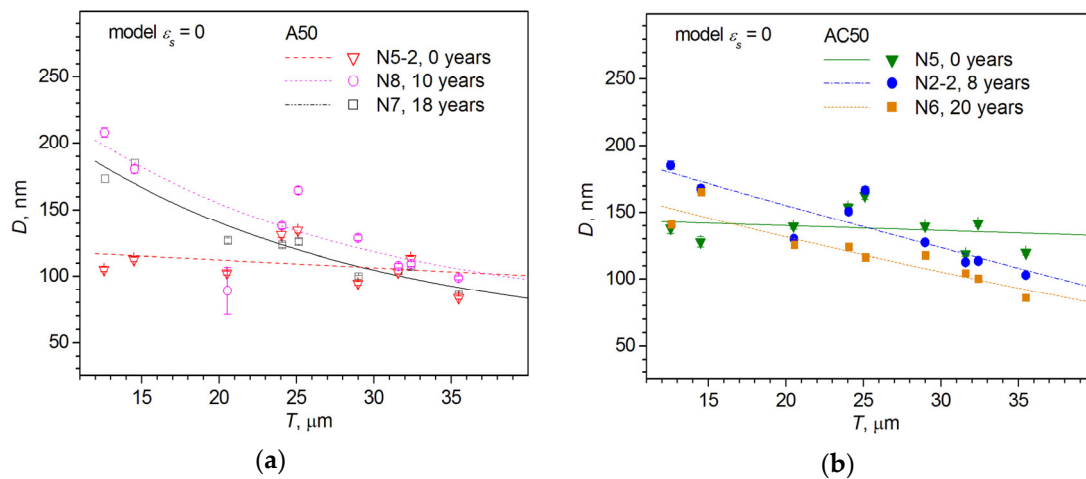 model εs = 0 A50
N5-2, 0 years
N8, 10 years
N7, 18 years
250
200
150
100
50
D, nm
15 20 25 30 35
T, μm
(a)
model εs = 0 AC50
N5, 0 years
N2-2, 8 years
N6, 20 years
250
200
150
100
50
D, nm
15 20 25 30 35
T, μm
(b)